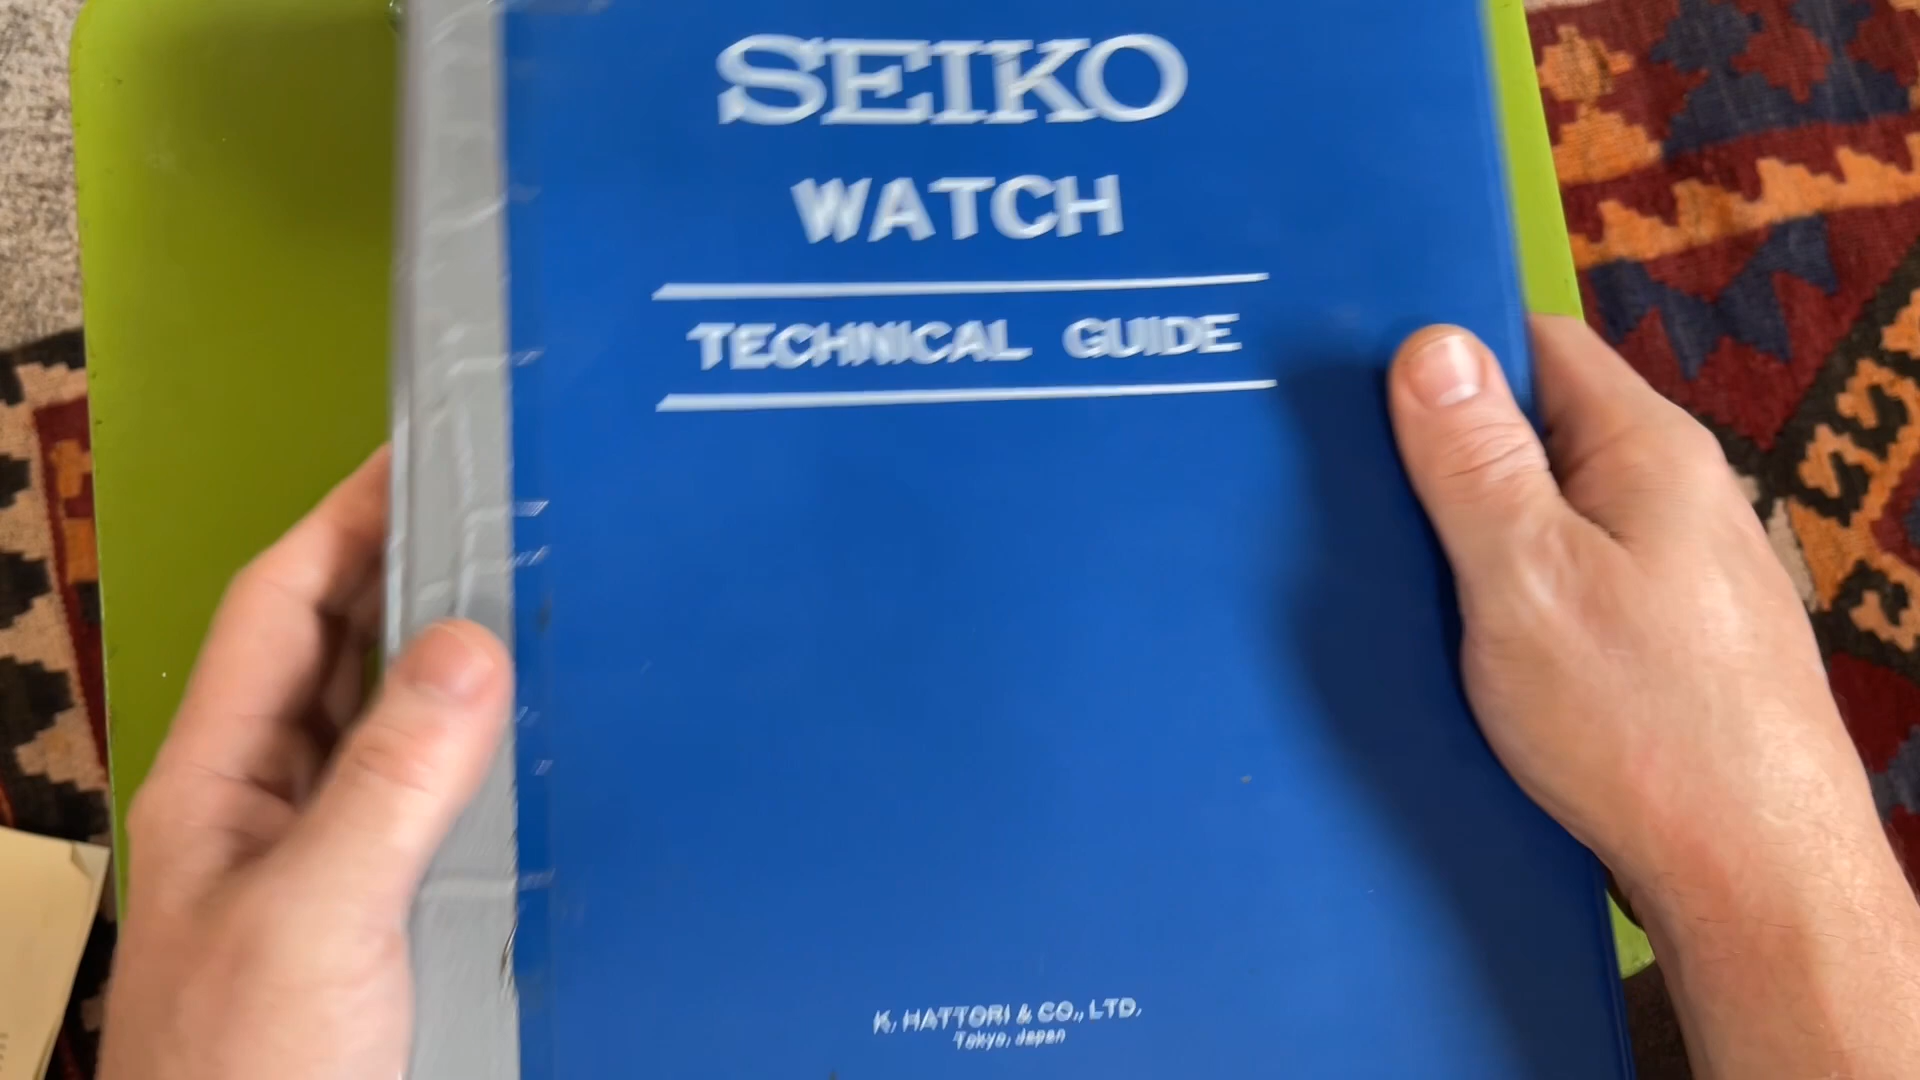 SEIKO
WATCH
TECHNICAL GUIDE
K. HATTORI & CO., LTD.
Tokyo, Japan